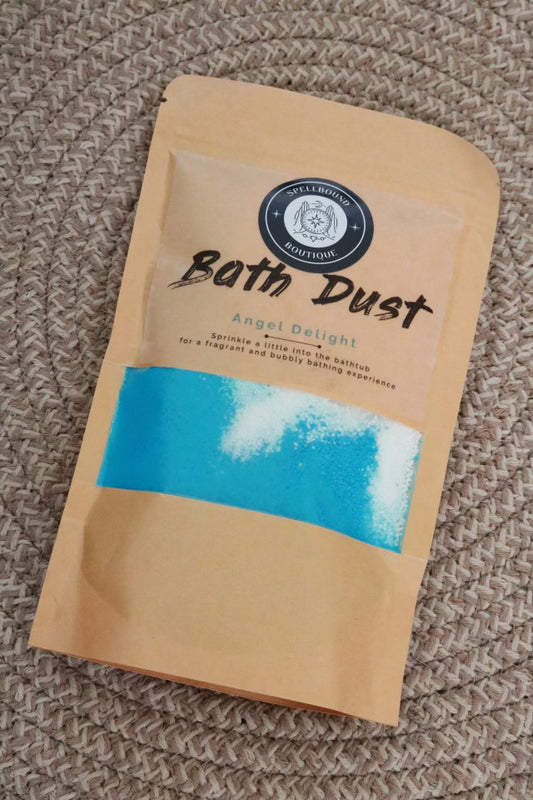 SPELLBOUND
BOUTIQUE
Bath Dust
Angel Delight
Sprinkle a little into the bathtub
for a fragrant and bubbly bathing experience